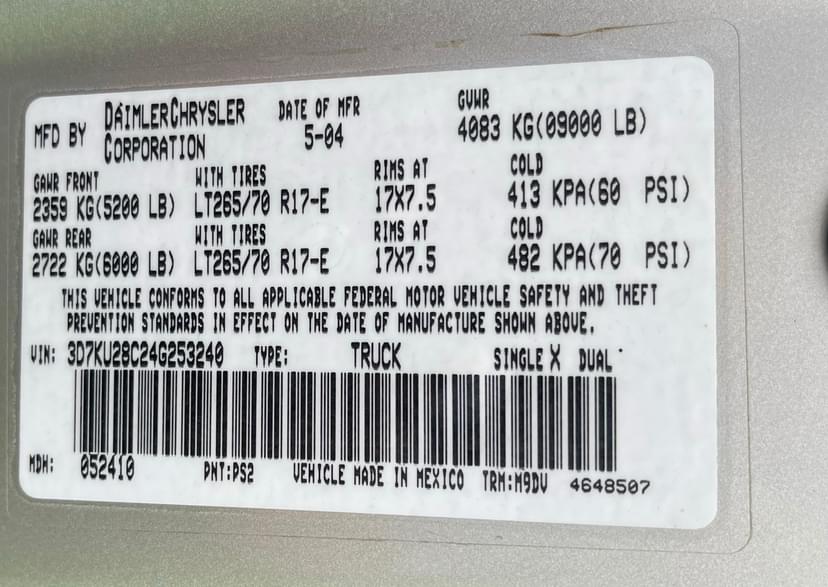 MFD BY DAIMLERCHRYSLER CORPORATION DATE OF MFR 5-04 GVWR 4083 KG(09000 LB)
GAWR FRONT WITH TIRES RIMS AT COLD
2359 KG(5200 LB) LT265/70 R17-E 17X7.5 413 KPA(60 PSI)
GAWR REAR WITH TIRES RIMS AT COLD
2722 KG(6000 LB) LT265/70 R17-E 17X7.5 482 KPA(70 PSI)
THIS VEHICLE CONFORMS TO ALL APPLICABLE FEDERAL MOTOR VEHICLE SAFETY AND THEFT
PREVENTION STANDARDS IN EFFECT ON THE DATE OF MANUFACTURE SHOWN ABOVE.
VIN: 3D7KU28C24G253240 TYPE: TRUCK SINGLE X DUAL
MDH: 052410 PNT:PS2 VEHICLE MADE IN MEXICO TRM:M9DV 4648507